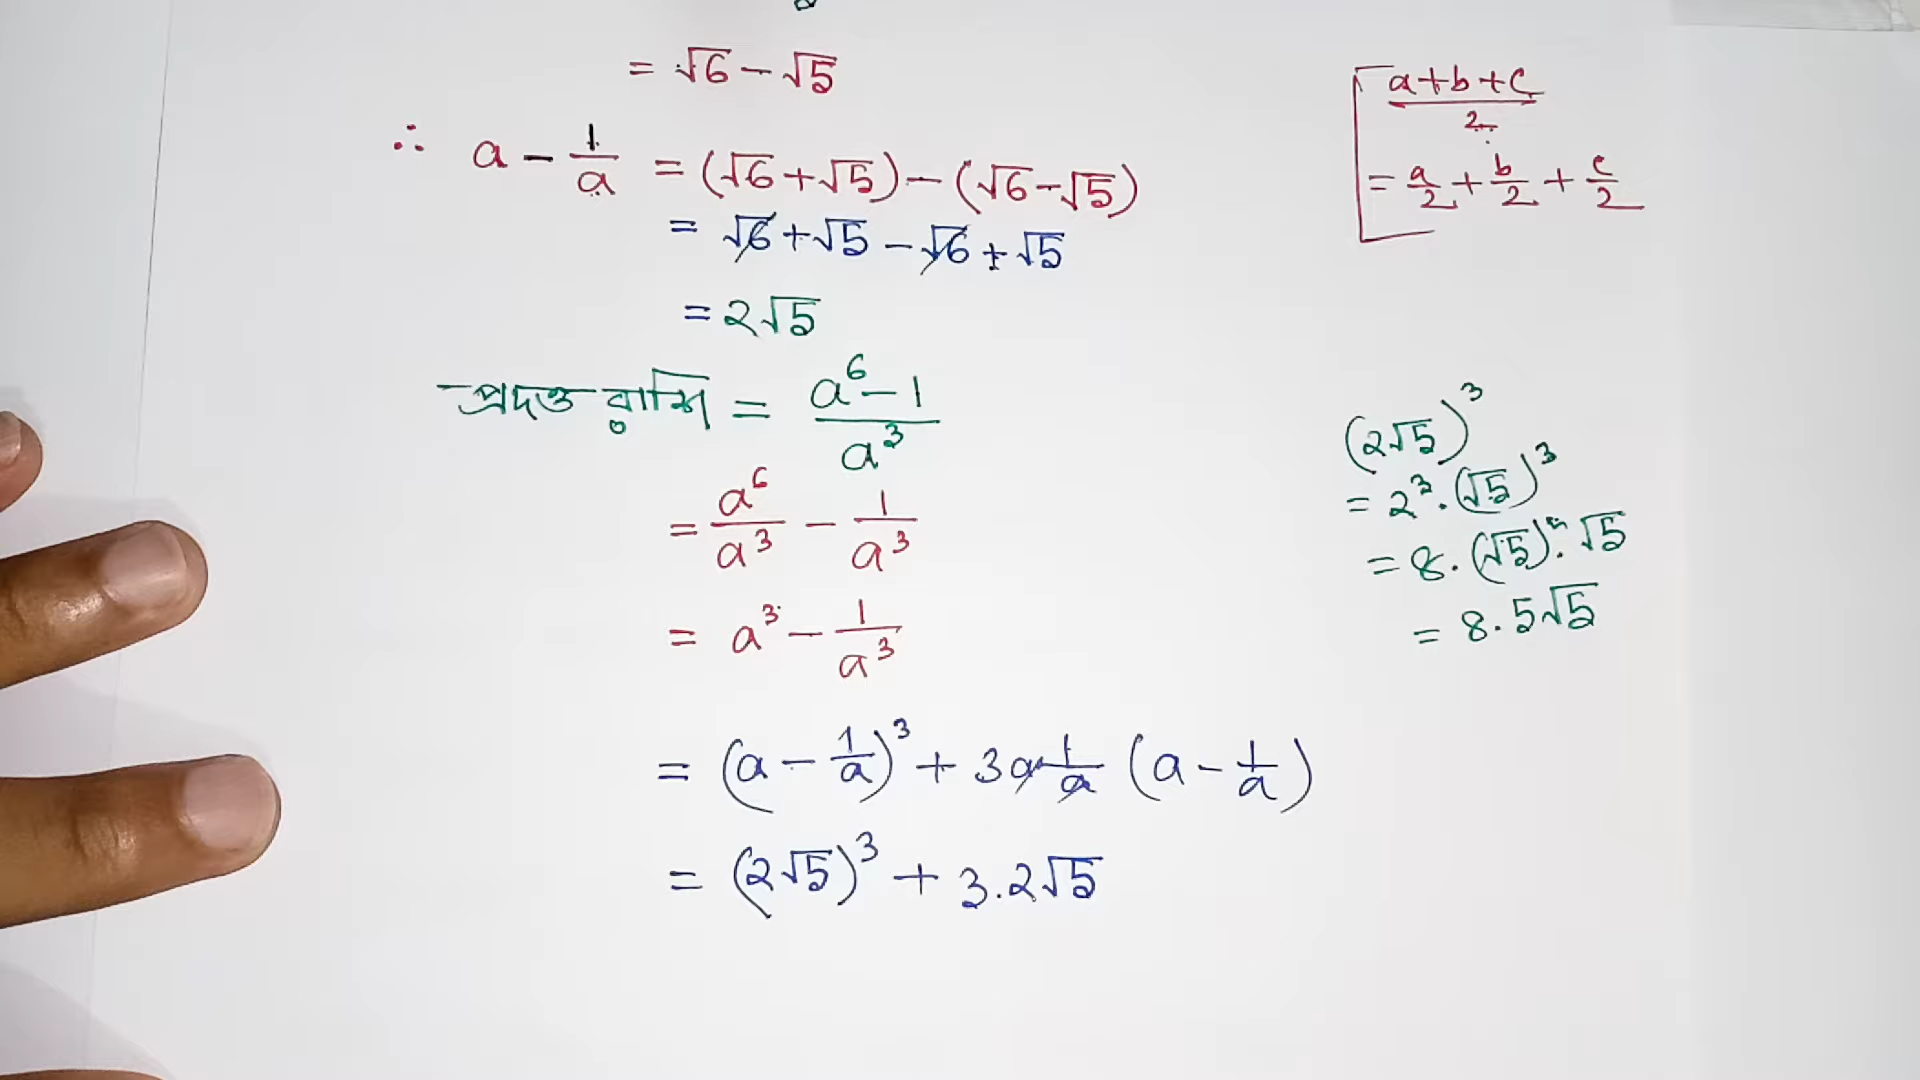 = √6 - √5
∴ a - 1/a = (√6+√5) - (√6-√5)
= √6 + √5 - √6 + √5
= 2√5
প্রদত্ত রাশি = (a⁶-1)/a³
= a⁶/a³ - 1/a³
= a³ - 1/a³
= (a - 1/a)³ + 3a·1/a (a - 1/a)
= (2√5)³ + 3.2√5
(a+b+c)/2
= a/2 + b/2 + c/2
(2√5)³
= 2³.(√5)³
= 8.(√5)².√5
= 8.5√5